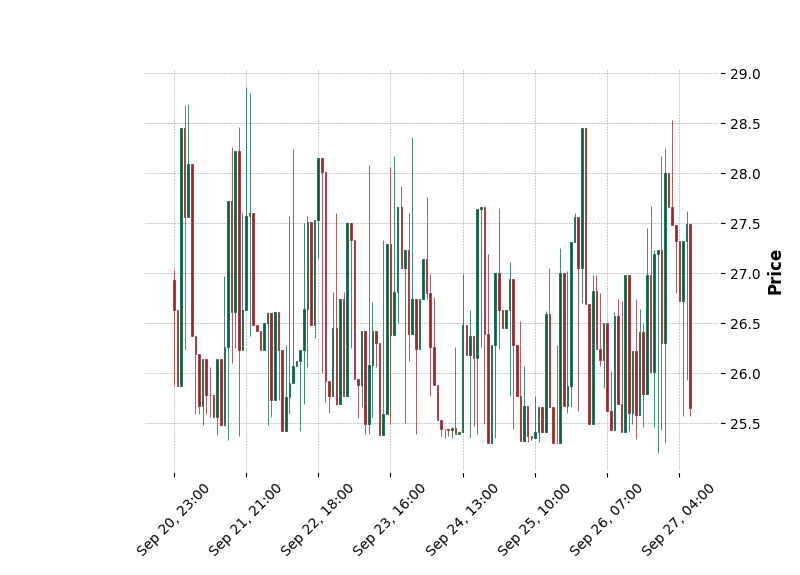 29.0
28.5
28.0
27.5
27.0
26.5
26.0
25.5
Price
Sep 20, 23:00
Sep 21, 21:00
Sep 22, 18:00
Sep 23, 16:00
Sep 24, 13:00
Sep 25, 10:00
Sep 26, 07:00
Sep 27, 04:00